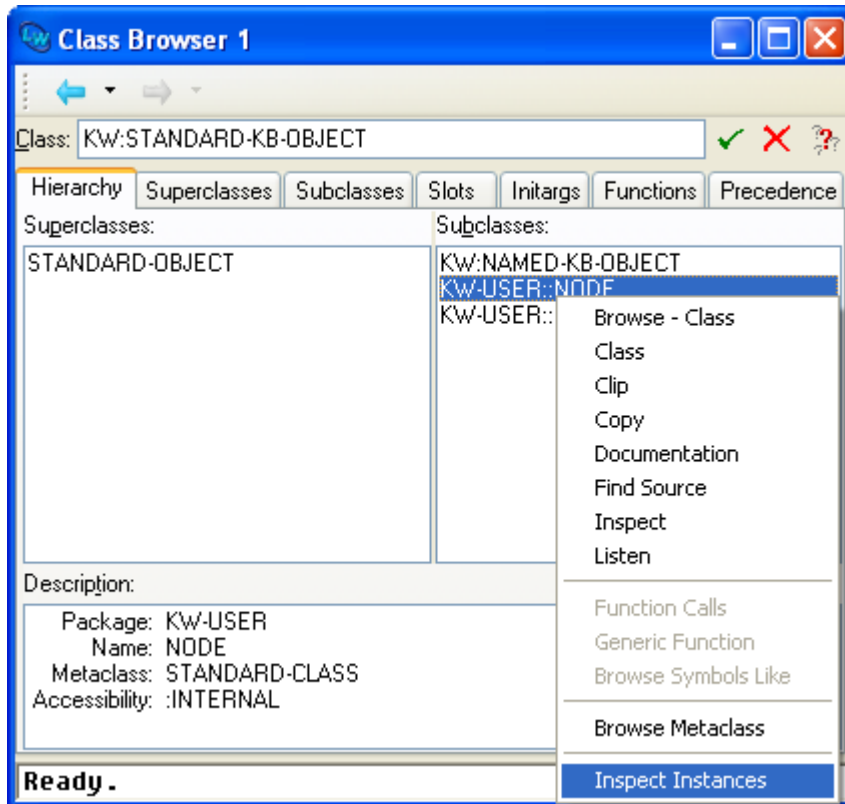 Class Browser 1
Class: KW:STANDARD-KB-OBJECT
Hierarchy Superclasses Subclasses Slots Initargs Functions Precedence
Superclasses: Subclasses:
STANDARD-OBJECT KW:NAMED-KB-OBJECT
KW-USER::NODE
KW-USER::
Browse - Class
Class
Clip
Copy
Documentation
Find Source
Inspect
Listen
Function Calls
Generic Function
Browse Symbols Like
Browse Metaclass
Inspect Instances
Description:
Package: KW-USER
Name: NODE
Metaclass: STANDARD-CLASS
Accessibility: :INTERNAL
Ready.